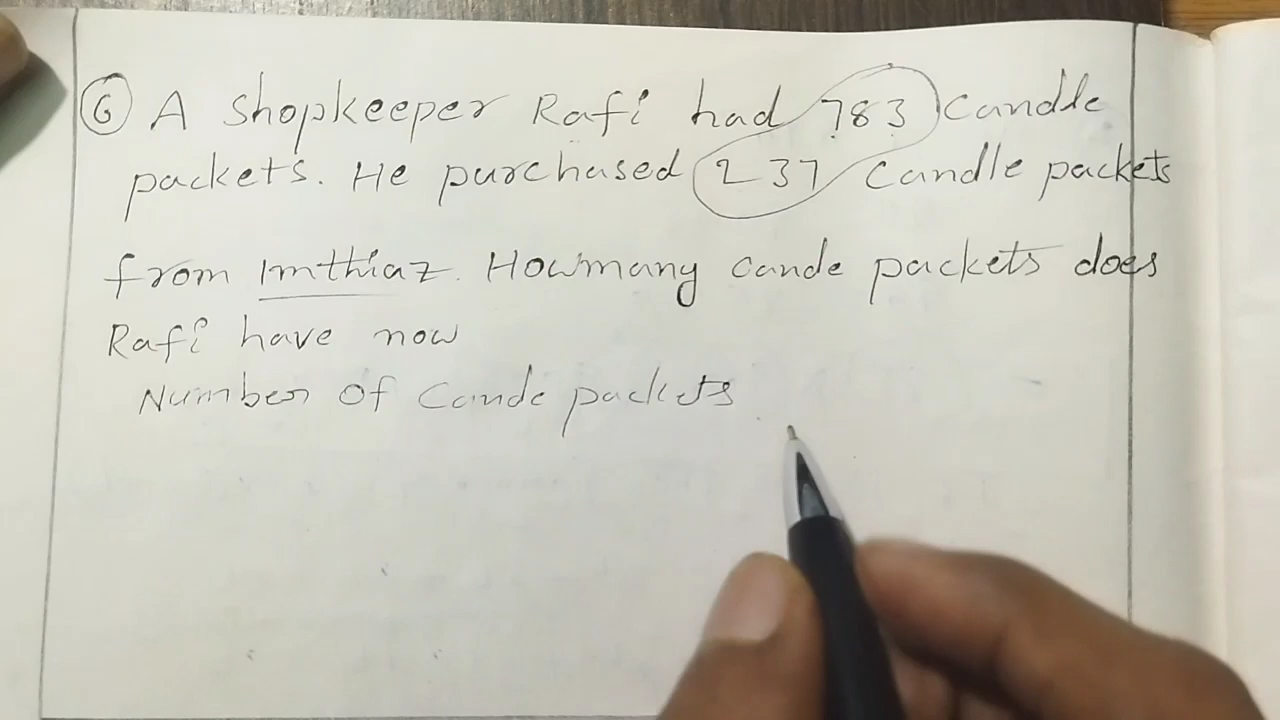 6 A shopkeeper Rafi had 783 Candle
packets. He purchased 237 Candle packets
from Imthiaz. Howmany cande packets does
Rafi have now
Number of Cande packets